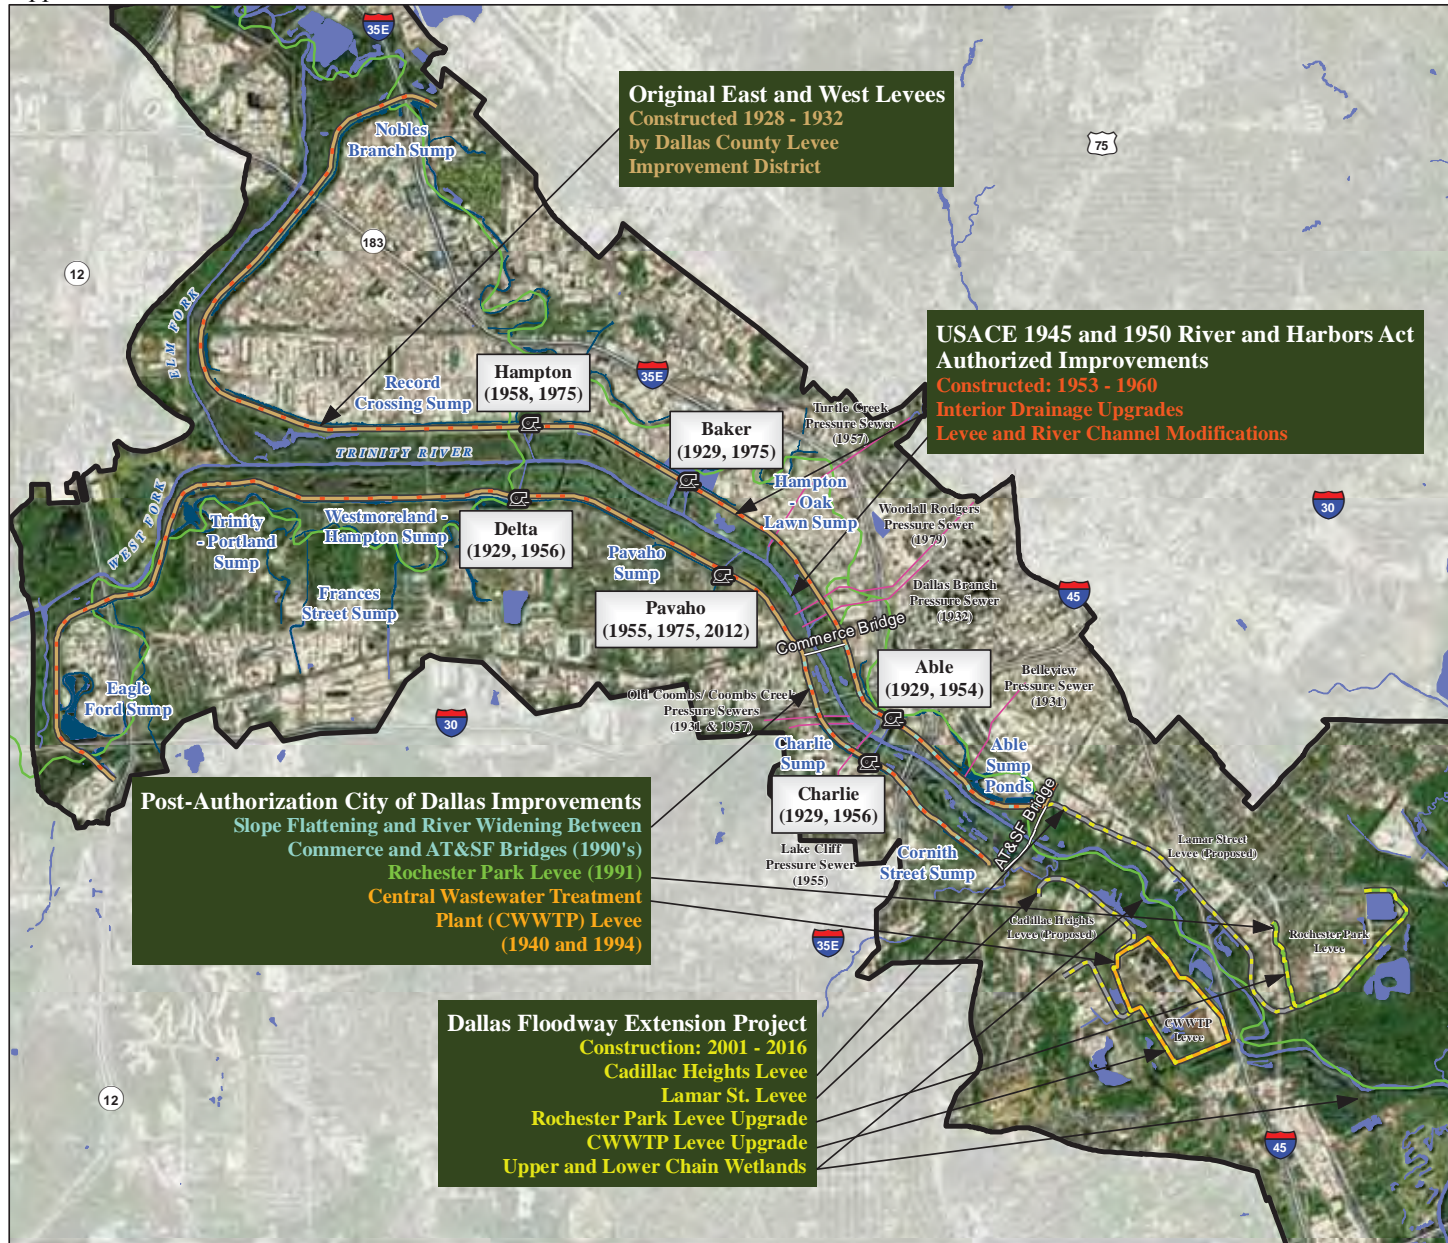 35E
Nobles
Branch Sump
Original East and West Levees
Constructed 1928 - 1932
by Dallas County Levee
Improvement District
75
183
12
ELM FORK
USACE 1945 and 1950 River and Harbors Act
Authorized Improvements
Constructed: 1953 - 1960
Interior Drainage Upgrades
Levee and River Channel Modifications
Hampton
(1958, 1975)
35E
Record
Crossing Sump
Turtle Creek
Pressure Sewer
(1957)
Baker
(1929, 1975)
TRINITY RIVER
Hampton
- Oak
Lawn Sump
30
WEST FORK
Trinity
- Portland
Sump
Westmoreland -
Hampton Sump
Delta
(1929, 1956)
Woodall Rodgers
Pressure Sewer
(1979)
Pavaho
Sump
Frances
Street Sump
Pavaho
(1955, 1975, 2012)
Dallas Branch
Pressure Sewer
(1932)
45
Commerce Bridge
Able
(1929, 1954)
Belleview
Pressure Sewer
(1931)
Eagle
Ford Sump
30
Old Coombs/ Coombs Creek
Pressure Sewers
(1931 & 1957)
Charlie
Sump
Able
Sump
Ponds
Charlie
(1929, 1956)
AT&SF Bridge
Post-Authorization City of Dallas Improvements
Slope Flattening and River Widening Between
Commerce and AT&SF Bridges (1990's)
Rochester Park Levee (1991)
Central Wastewater Treatment
Plant (CWWTP) Levee
(1940 and 1994)
Lake Cliff
Pressure Sewer
(1955)
Cornith
Street Sump
Lamar Street
Levee (Proposed)
Cadillac Heights
Levee (Proposed)
35E
Rochester Park
Levee
CWWTP
Levee
Dallas Floodway Extension Project
Construction: 2001 - 2016
Cadillac Heights Levee
Lamar St. Levee
Rochester Park Levee Upgrade
CWWTP Levee Upgrade
Upper and Lower Chain Wetlands
12
45